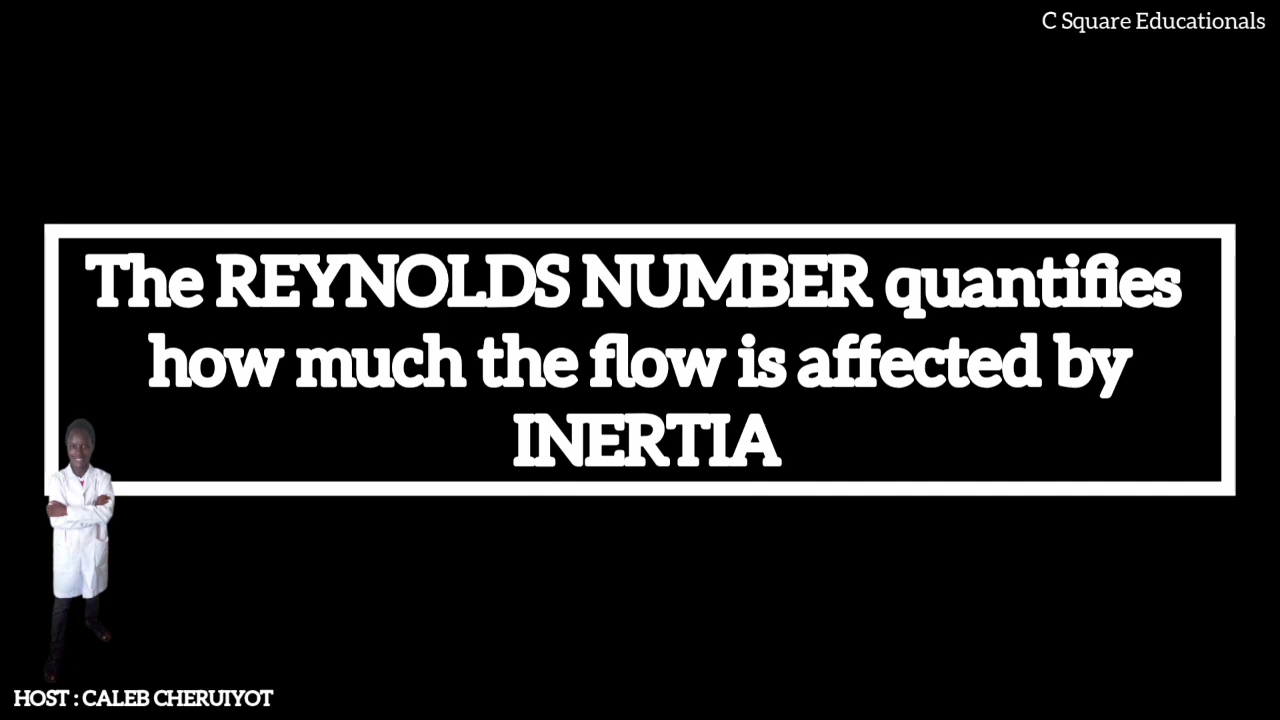 C Square Educationals
The REYNOLDS NUMBER quantifies
how much the flow is affected by
INERTIA
HOST : CALEB CHERUIYOT